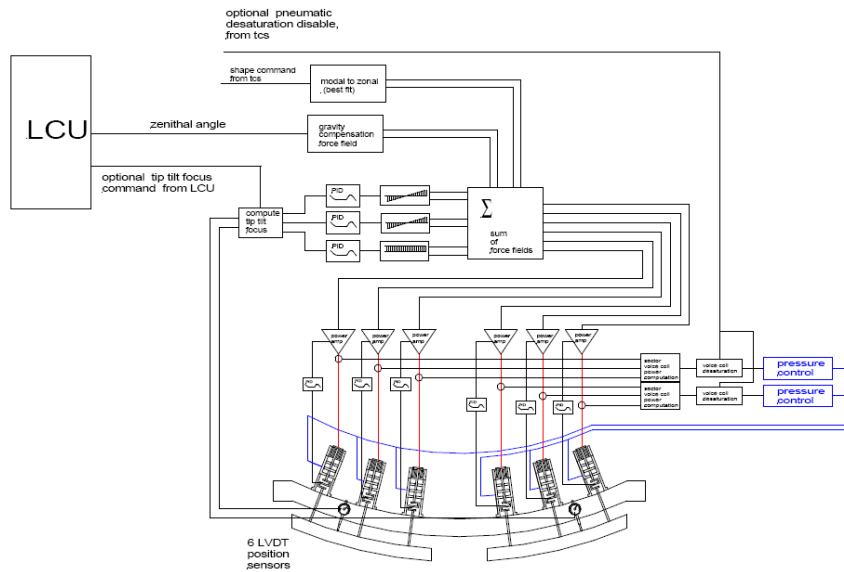 optional pneumatic
desaturation disable,
from tcs
shape command
from tcs
modal to zonal
(best fit)
LCU
zenithal angle
gravity
compensation
force field
optional tip tilt focus
command from LCU
compute
tip tilt
focus
PID
PID
PID
Σ
sum
of
force fields
power
amp
power
amp
power
amp
power
amp
power
amp
power
amp
PID
PID
PID
PID
PID
PID
sector
voice coil
power
computation
voice coil
desaturation
pressure
control
sector
voice coil
power
computation
voice coil
desaturation
pressure
control
6 LVDT
position
sensors